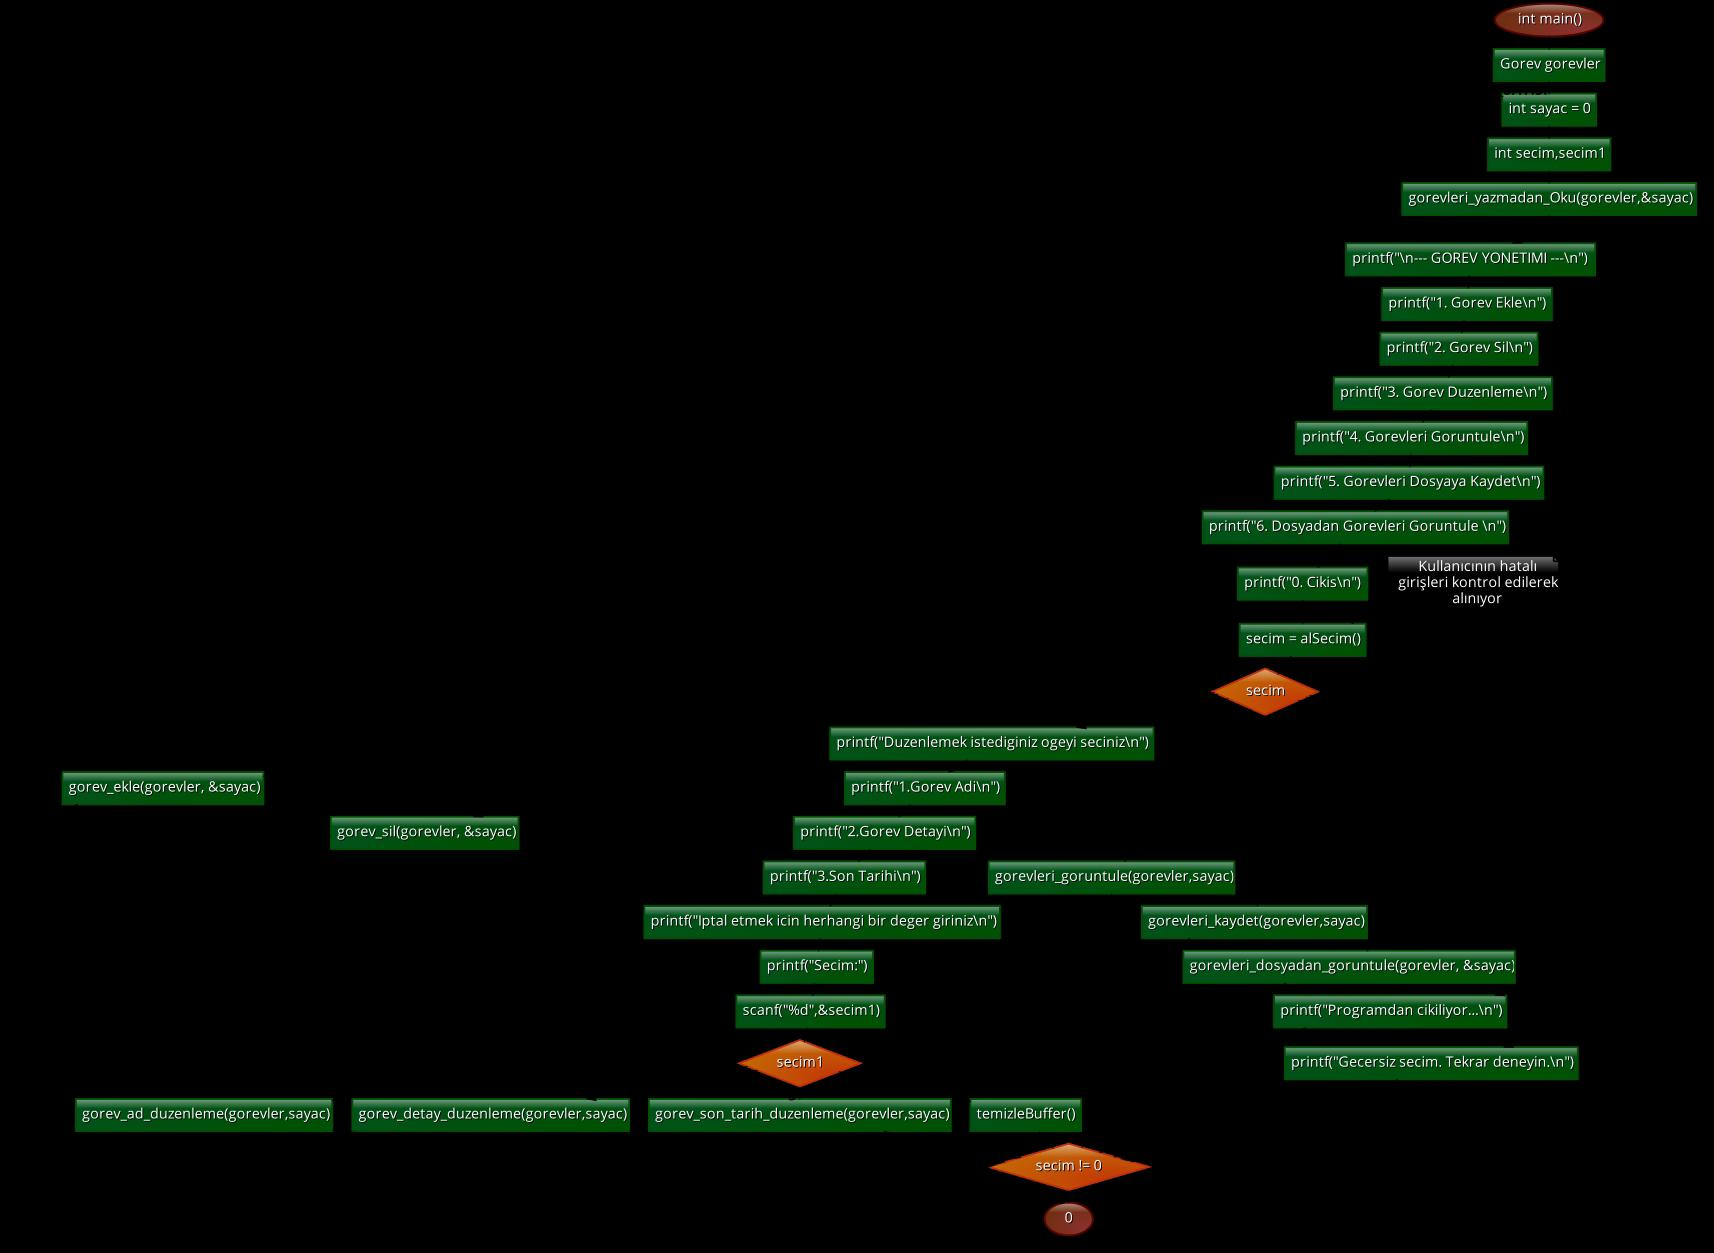 int main()
Gorev gorevler
int sayac = 0
int secim,secim1
gorevleri_yazmadan_Oku(gorevler,&sayac)
printf("\n--- GOREV YONETIMI ---\n")
printf("1. Gorev Ekle\n")
printf("2. Gorev Sil\n")
printf("3. Gorev Duzenleme\n")
printf("4. Gorevleri Goruntule\n")
printf("5. Gorevleri Dosyaya Kaydet\n")
printf("6. Dosyadan Gorevleri Goruntule \n")
printf("0. Cikis\n")
Kullanıcının hatalı
girişleri kontrol edilerek
alınıyor
secim = alSecim()
secim
printf("Duzenlemek istediginiz ogeyi seciniz\n")
gorev_ekle(gorevler, &sayac)
printf("1.Gorev Adi\n")
gorev_sil(gorevler, &sayac)
printf("2.Gorev Detayi\n")
printf("3.Son Tarihi\n")
gorevleri_goruntule(gorevler,sayac)
printf("Iptal etmek icin herhangi bir deger giriniz\n")
gorevleri_kaydet(gorevler,sayac)
printf("Secim:")
gorevleri_dosyadan_goruntule(gorevler, &sayac)
scanf("%d",&secim1)
printf("Programdan cikiliyor...\n")
secim1
printf("Gecersiz secim. Tekrar deneyin.\n")
gorev_ad_duzenleme(gorevler,sayac)
gorev_detay_duzenleme(gorevler,sayac)
gorev_son_tarih_duzenleme(gorevler,sayac)
temizleBuffer()
secim != 0
0